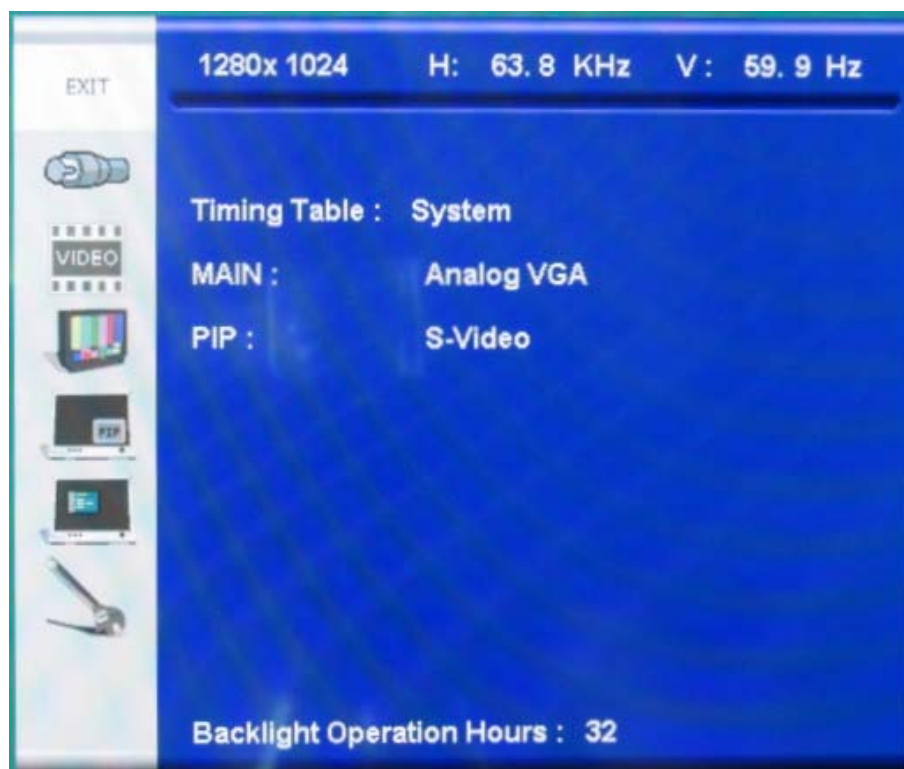 EXIT
1280x 1024 H: 63. 8 KHz V : 59. 9 Hz
VIDEO
Timing Table : System
MAIN : Analog VGA
PIP : S-Video
PIP
Backlight Operation Hours : 32